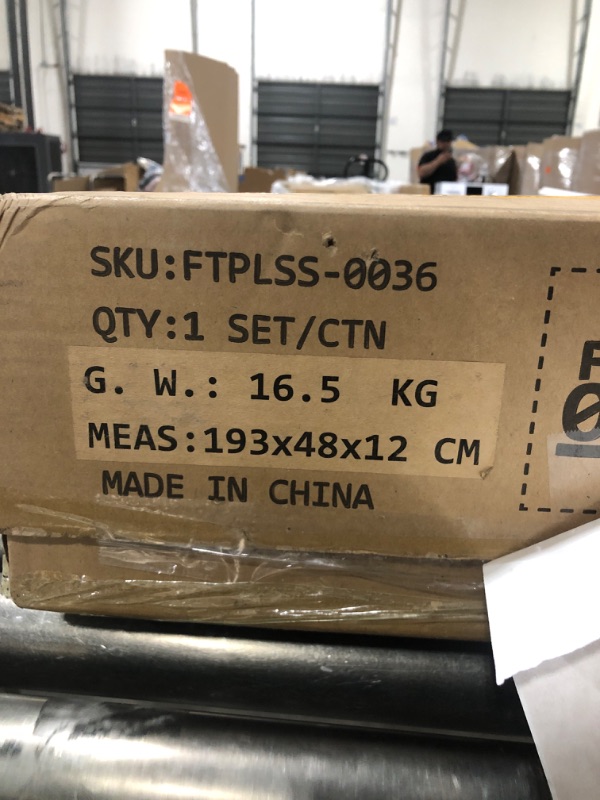 SKU:FTPLSS-0036
QTY:1 SET/CTN
G. W.: 16.5 KG
MEAS:193x48x12 CM
MADE IN CHINA